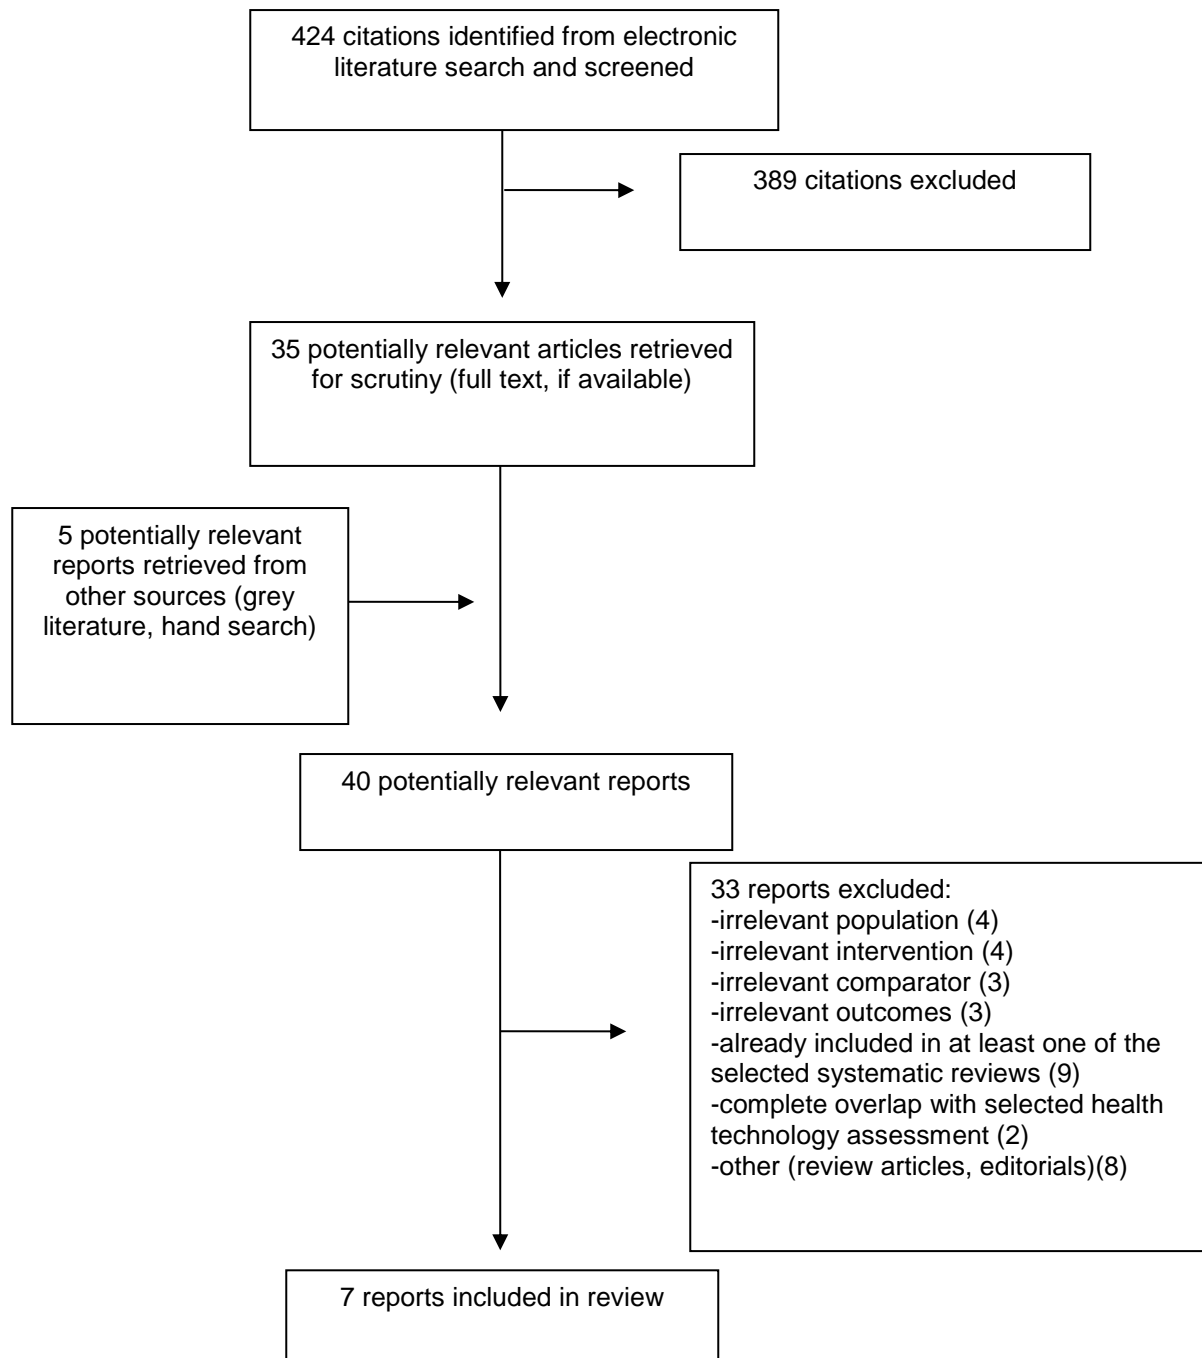 424 citations identified from electronic
literature search and screened
389 citations excluded
35 potentially relevant articles retrieved
for scrutiny (full text, if available)
5 potentially relevant
reports retrieved from
other sources (grey
literature, hand search)
40 potentially relevant reports
33 reports excluded:
-irrelevant population (4)
-irrelevant intervention (4)
-irrelevant comparator (3)
-irrelevant outcomes (3)
-already included in at least one of the
selected systematic reviews (9)
-complete overlap with selected health
technology assessment (2)
-other (review articles, editorials)(8)
7 reports included in review